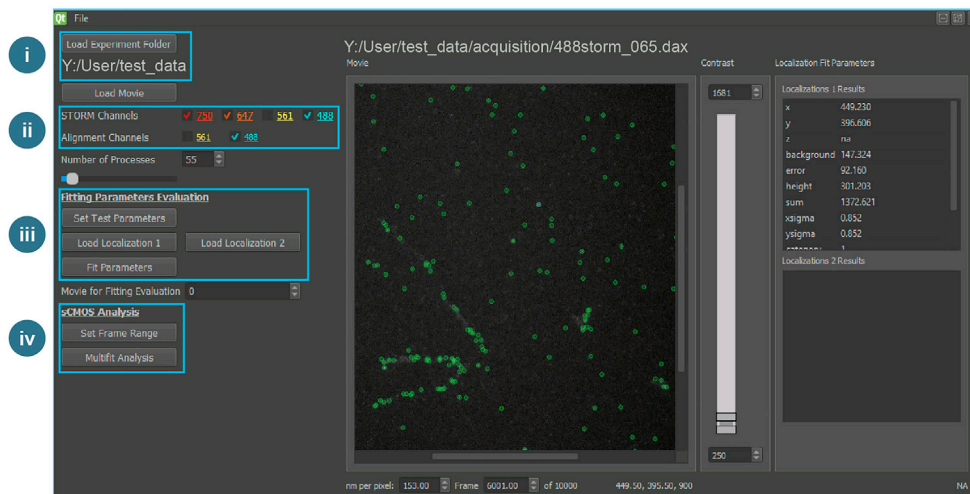 Qt File
i
Load Experiment Folder
Y:/User/test_data
Load Movie
ii
STORM Channels 750 647 561 488
Alignment Channels 561 488
Number of Processes 55
iii
Fitting Parameters Evaluation
Set Test Parameters
Load Localization 1 Load Localization 2
Fit Parameters
Movie for Fitting Evaluation 0
iv
sCMOS Analysis
Set Frame Range
Multifit Analysis
Y:/User/test_data/acquisition/488storm_065.dax
Movie
nm per pixel: 153.00 Frame 6001.00 of 10000 449.50, 395.50, 900 NA
Contrast
1681
250
Localization Fit Parameters
Localizations 1 Results
x 449.230
y 396.606
z na
background 147.324
error 92.160
height 301.203
sum 1372.621
xsigma 0.852
ysigma 0.852
category 1
Localizations 2 Results